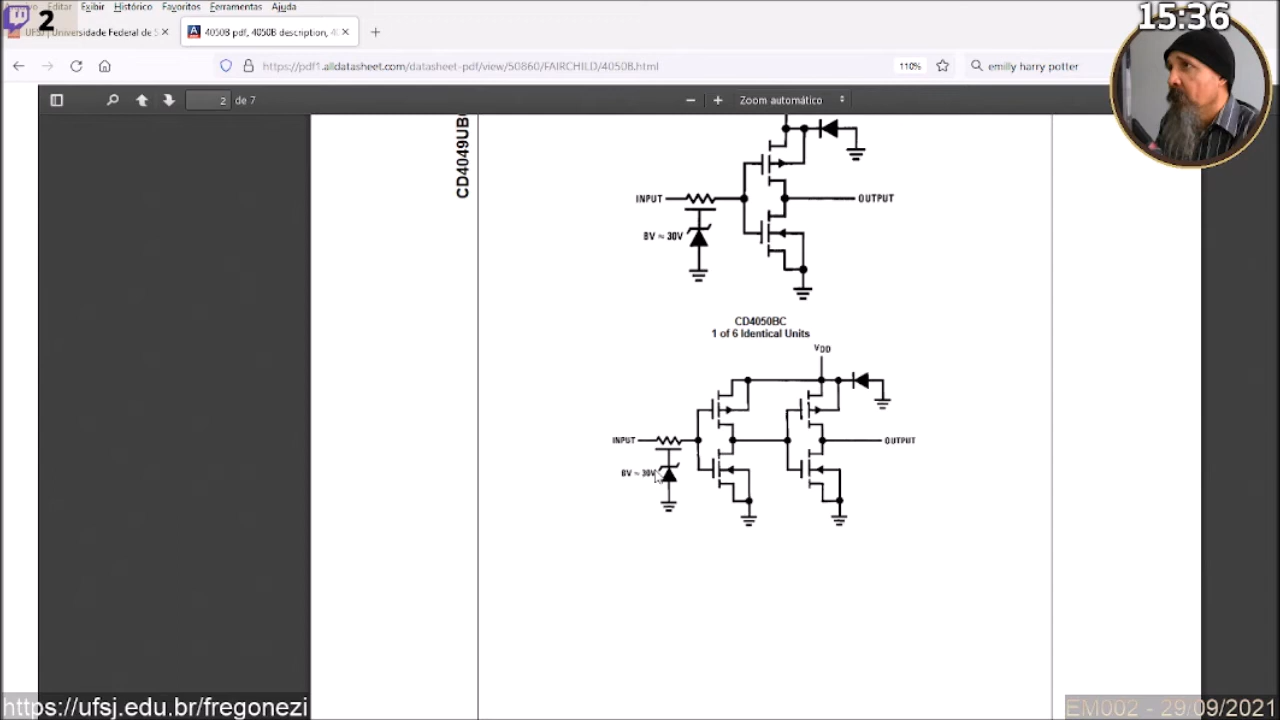 Editar Exibir Histórico Favoritos Ferramentas Ajuda
2
15:36
UFSJ | Universidade Federal de
4050B pdf, 4050B description, 4
https://pdf1.alldatasheet.com/datasheet-pdf/view/50860/FAIRCHILD/4050B.html
110%
emilly harry potter
2 de 7
Zoom automático
CD4049UBC
INPUT
OUTPUT
BV ≈ 30V
CD4050BC
1 of 6 Identical Units
VDD
INPUT
OUTPUT
BV ≈ 30V
https://ufsj.edu.br/fregonezi
EM002 - 29/09/2021